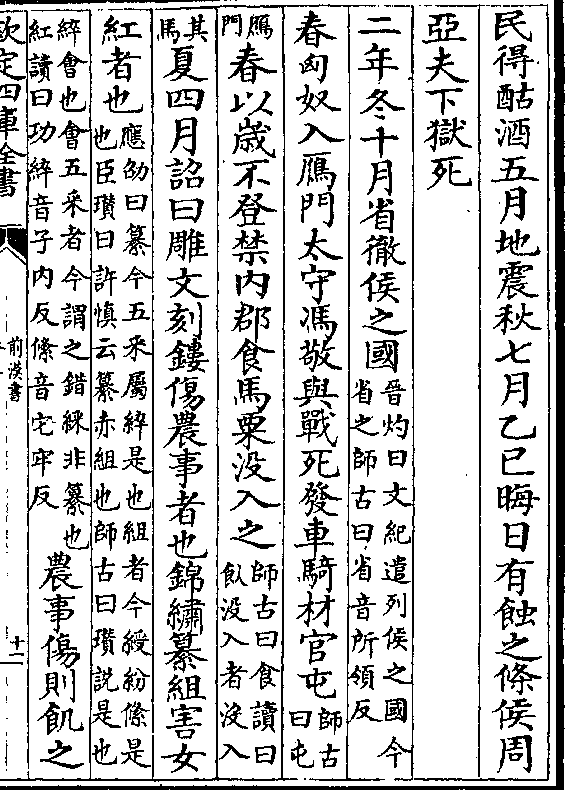 民得酤酒五月地震秋七月乙巳晦日有蝕之條侯周
亞夫下獄死
二年冬十月省徹侯之國晉灼曰文紀遣列侯之國今
省之師古曰省音所領反
春匈奴入鴈門太守馮敬與戰死發車騎材官屯師古
曰屯
鴈
門春以歲不登禁内郡食馬粟沒入之師古曰食讀曰
飤沒入者沒入
其
馬夏四月詔曰雕文刻鏤傷農事者也錦繡纂組害女
紅者也應劭曰纂今五采屬綷是也組者今綬紛絛是
也臣瓚曰許慎云纂赤組也師古曰瓚説是也
綷會也會五采者今謂之錯綵非纂也
紅讀曰功綷音子内反絛音它牢反農事傷則飢之
欽定四庫全書
前漢書
十一